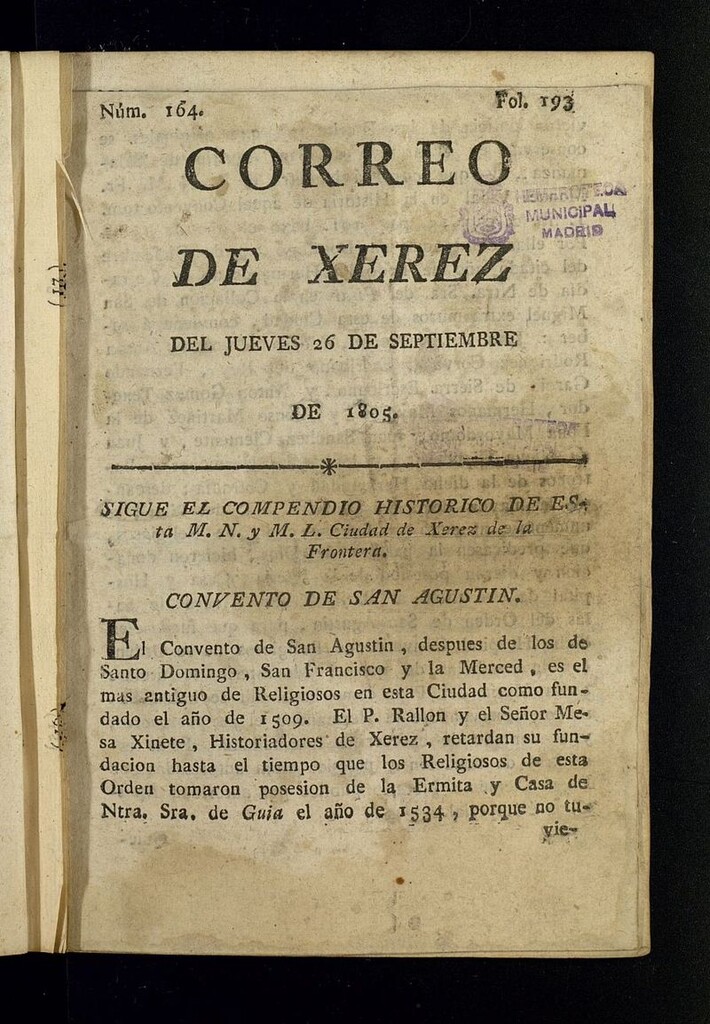 Núm. 164.
Fol. 193
CORREO
HEMEROTECA
MUNICIPAL
MADRID
DE XEREZ
DEL JUEVES 26 DE SEPTIEMBRE
DE 1805.
SIGUE EL COMPENDIO HISTORICO DE ES-
ta M. N. y M. L. Ciudad de Xerez de la
Frontera.
CONVENTO DE SAN AGUSTIN.
El Convento de San Agustin, despues de los de
Santo Domingo, San Francisco y la Merced, es el
mas antiguo de Religiosos en esta Ciudad como fun-
dado el año de 1509. El P. Rallon y el Señor Me-
sa Xinete, Historiadores de Xerez, retardan su fun-
dacion hasta el tiempo que los Religiosos de esta
Orden tomaron posesion de la Ermita y Casa de
Ntra. Sra. de Guia el año de 1534, porque no tu-
vie-